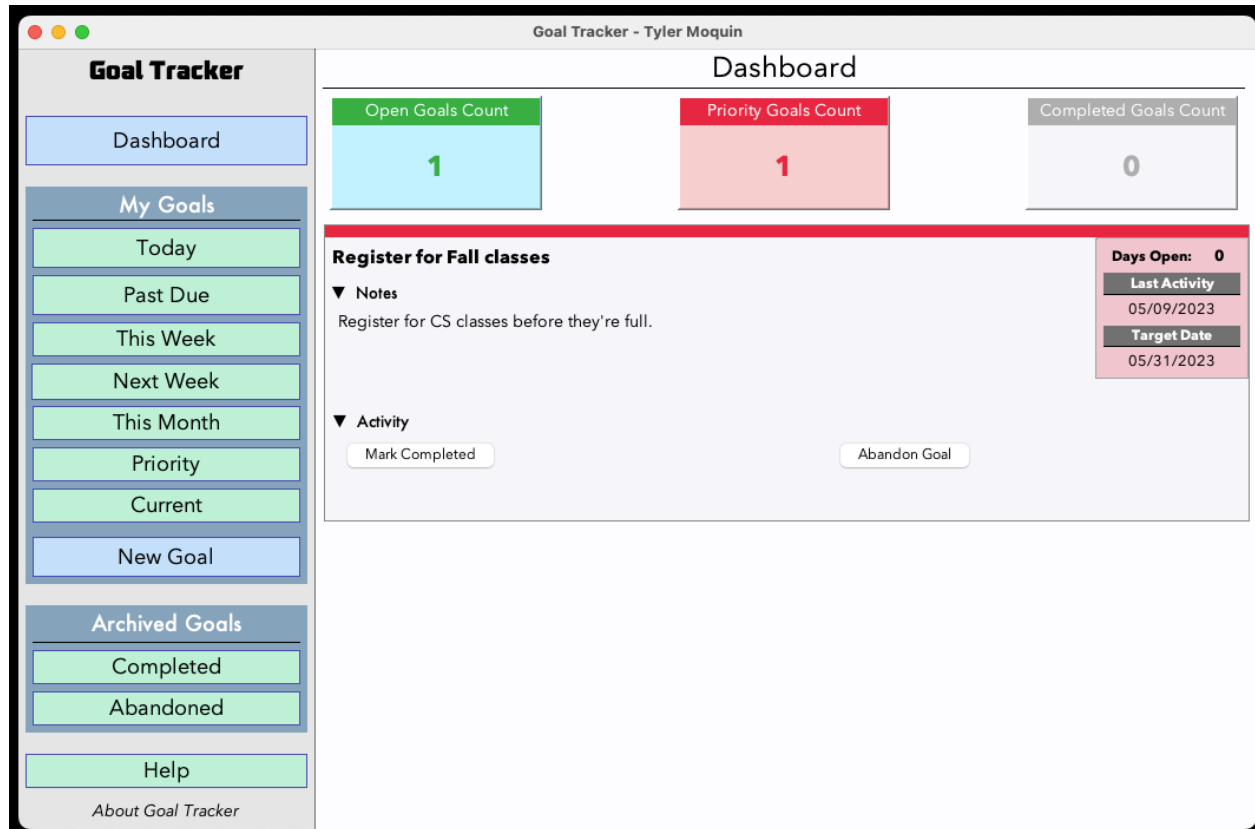 Goal Tracker - Tyler Moquin
Goal Tracker
Dashboard
My Goals
Today
Past Due
This Week
Next Week
This Month
Priority
Current
New Goal
Archived Goals
Completed
Abandoned
Help
About Goal Tracker
Dashboard
Open Goals Count
1
Priority Goals Count
1
Completed Goals Count
0
Register for Fall classes
▼ Notes
Register for CS classes before they're full.
Days Open: 0
Last Activity
05/09/2023
Target Date
05/31/2023
▼ Activity
Mark Completed
Abandon Goal